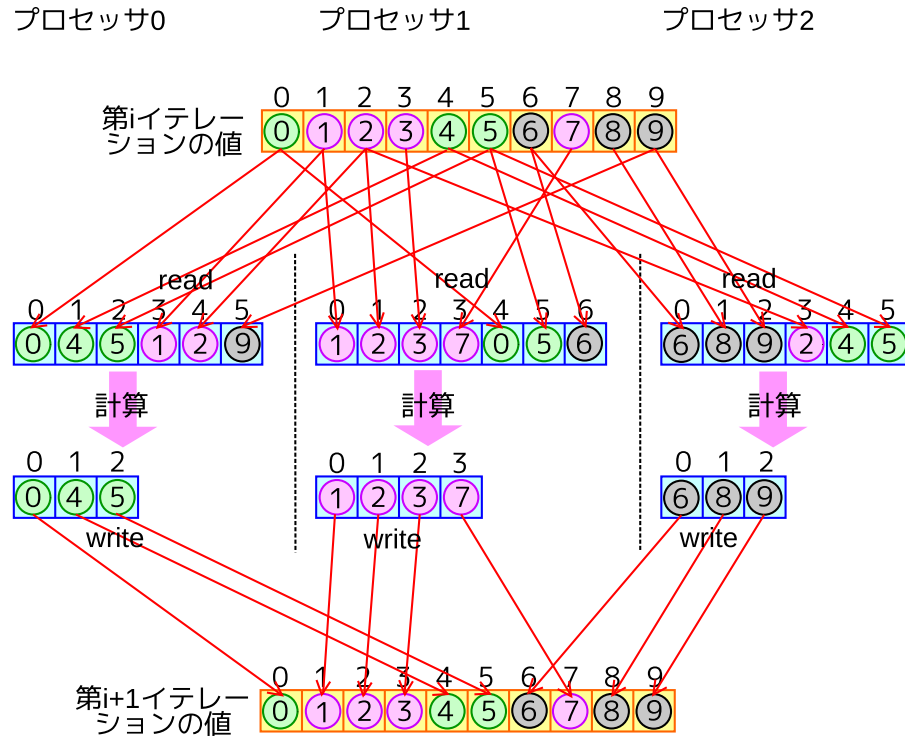 プロセッサ0 プロセッサ1 プロセッサ2
0 1 2 3 4 5 6 7 8 9
第iイテレー
ションの値
0 1 2 3 4 5 6 7 8 9
read read read
0 1 2 3 4 5 0 1 2 3 4 5 6 0 1 2 3 4 5
0 4 5 1 2 9 1 2 3 7 0 5 6 6 8 9 2 4 5
計算 計算 計算
0 1 2 0 1 2 3 0 1 2
0 4 5 1 2 3 7 6 8 9
write write write
0 1 2 3 4 5 6 7 8 9
第i+1イテレー
ションの値
0 1 2 3 4 5 6 7 8 9